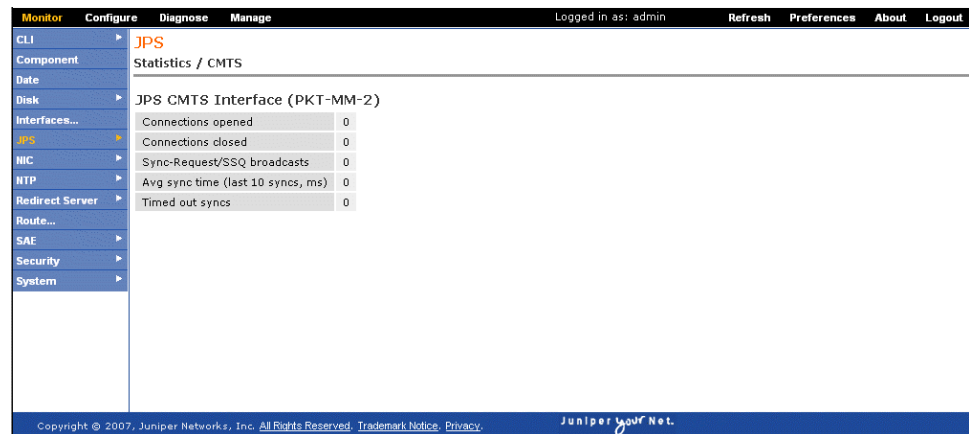 Monitor Configure Diagnose Manage Logged in as: admin Refresh Preferences About Logout
CLI
Component
Date
Disk
Interfaces...
JPS
NIC
NTP
Redirect Server
Route...
SAE
Security
System
JPS
Statistics / CMTS
JPS CMTS Interface (PKT-MM-2)
Connections opened 0
Connections closed 0
Sync-Request/SSQ broadcasts 0
Avg sync time (last 10 syncs, ms) 0
Timed out syncs 0
Copyright © 2007, Juniper Networks, Inc. All Rights Reserved. Trademark Notice. Privacy. Juniper your Net.